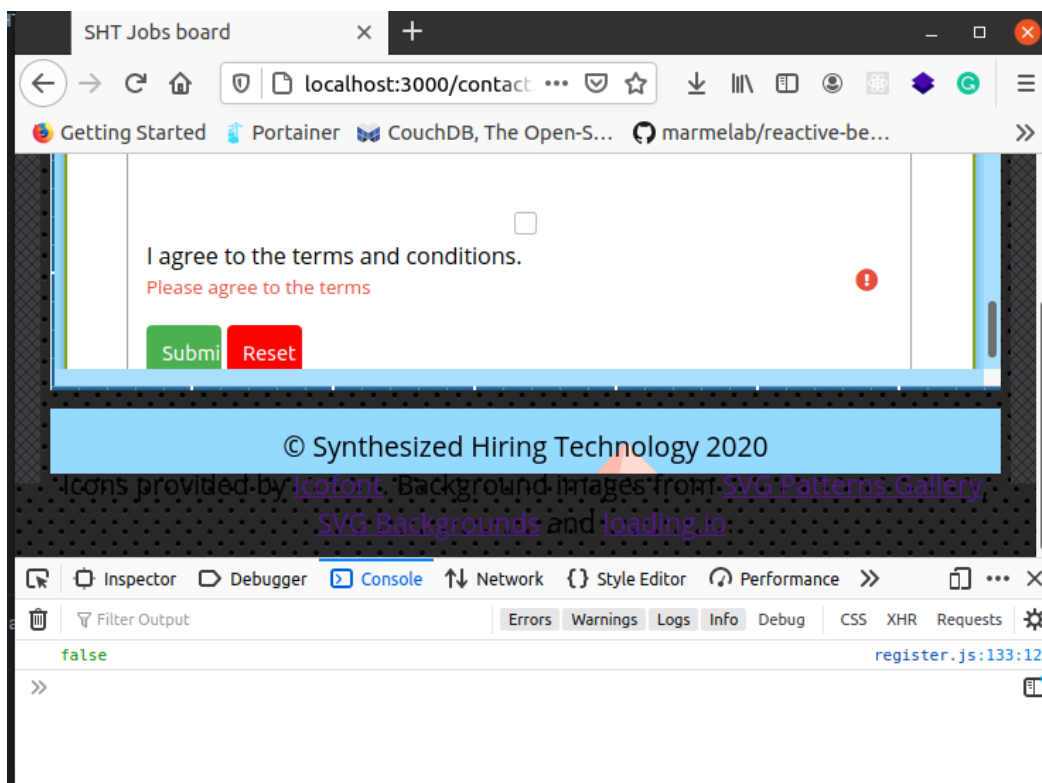 SHT Jobs board
localhost:3000/contact
Getting Started Portainer CouchDB, The Open-S... marmelab/reactive-be...
I agree to the terms and conditions.
Please agree to the terms
Submi Reset
© Synthesized Hiring Technology 2020
Icons provided by Icofont. Background images from SVG Patterns Gallery,
SVG Backgrounds and loading.io.
Inspector Debugger Console Network {} Style Editor Performance
Filter Output Errors Warnings Logs Info Debug CSS XHR Requests
false register.js:133:12